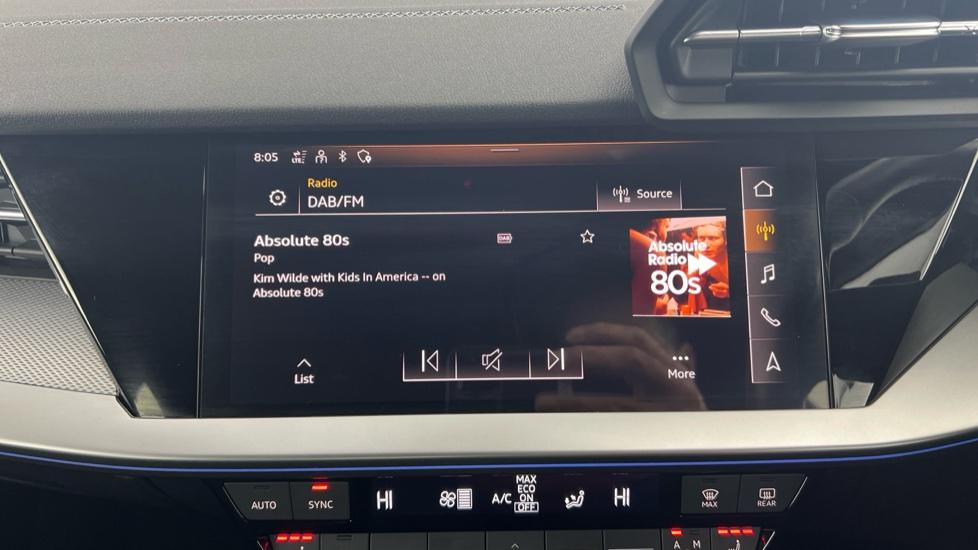 8:05 LTE
Radio
DAB/FM
Source
Absolute 80s
DAB
Pop
Kim Wilde with Kids In America -- on
Absolute 80s
Absolute
Radio
80s
List
More
AUTO
SYNC
HI
A/C
MAX
ECO
ON
OFF
HI
MAX
REAR
A M